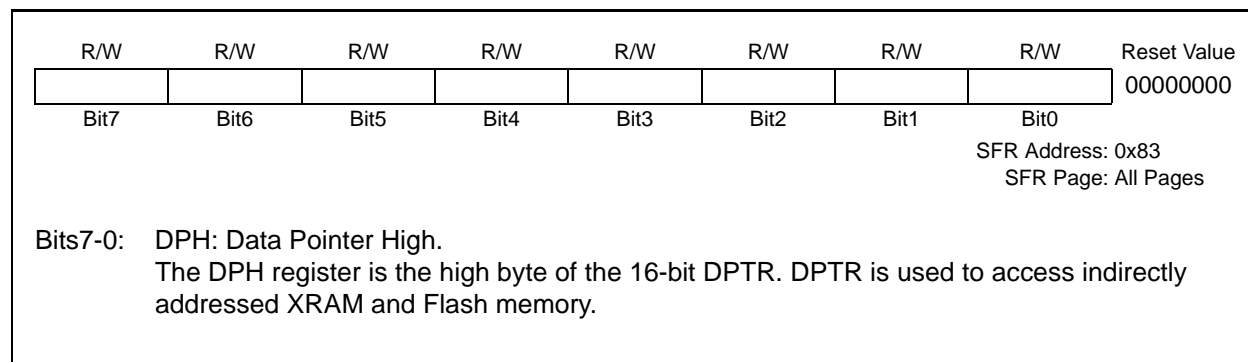 R/W R/W R/W R/W R/W R/W R/W R/W Reset Value
00000000
Bit7 Bit6 Bit5 Bit4 Bit3 Bit2 Bit1 Bit0
SFR Address: 0x83
SFR Page: All Pages
Bits7-0: DPH: Data Pointer High.
The DPH register is the high byte of the 16-bit DPTR. DPTR is used to access indirectly
addressed XRAM and Flash memory.